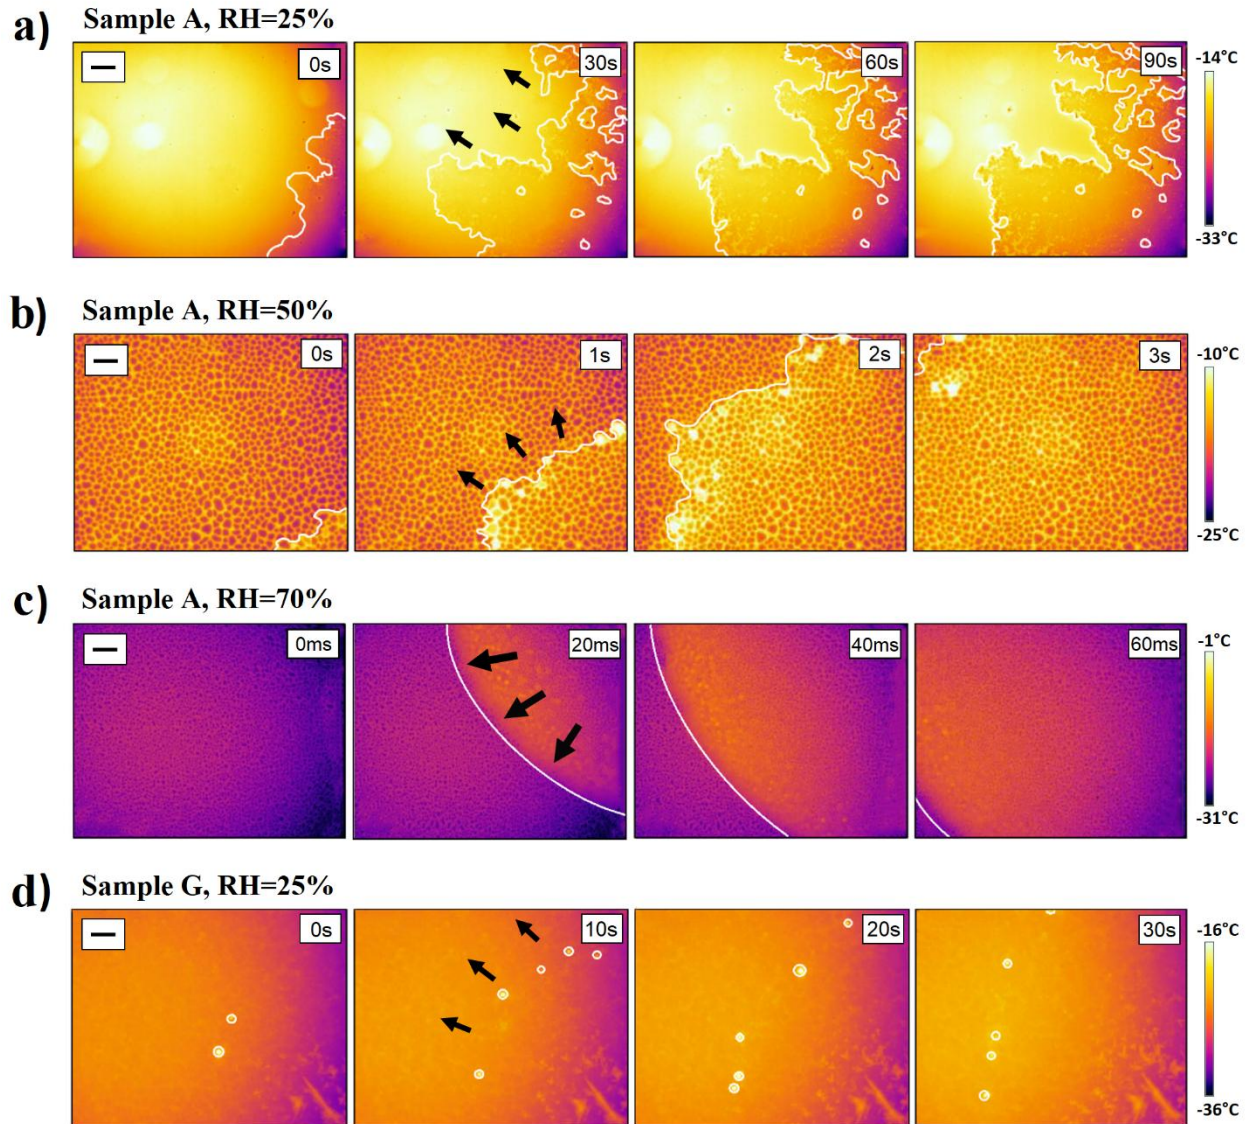 a) Sample A, RH=25%
0s 30s 60s 90s -14°C
-33°C
b) Sample A, RH=50%
0s 1s 2s 3s -10°C
-25°C
c) Sample A, RH=70%
0ms 20ms 40ms 60ms -1°C
-31°C
d) Sample G, RH=25%
0s 10s 20s 30s -16°C
-36°C